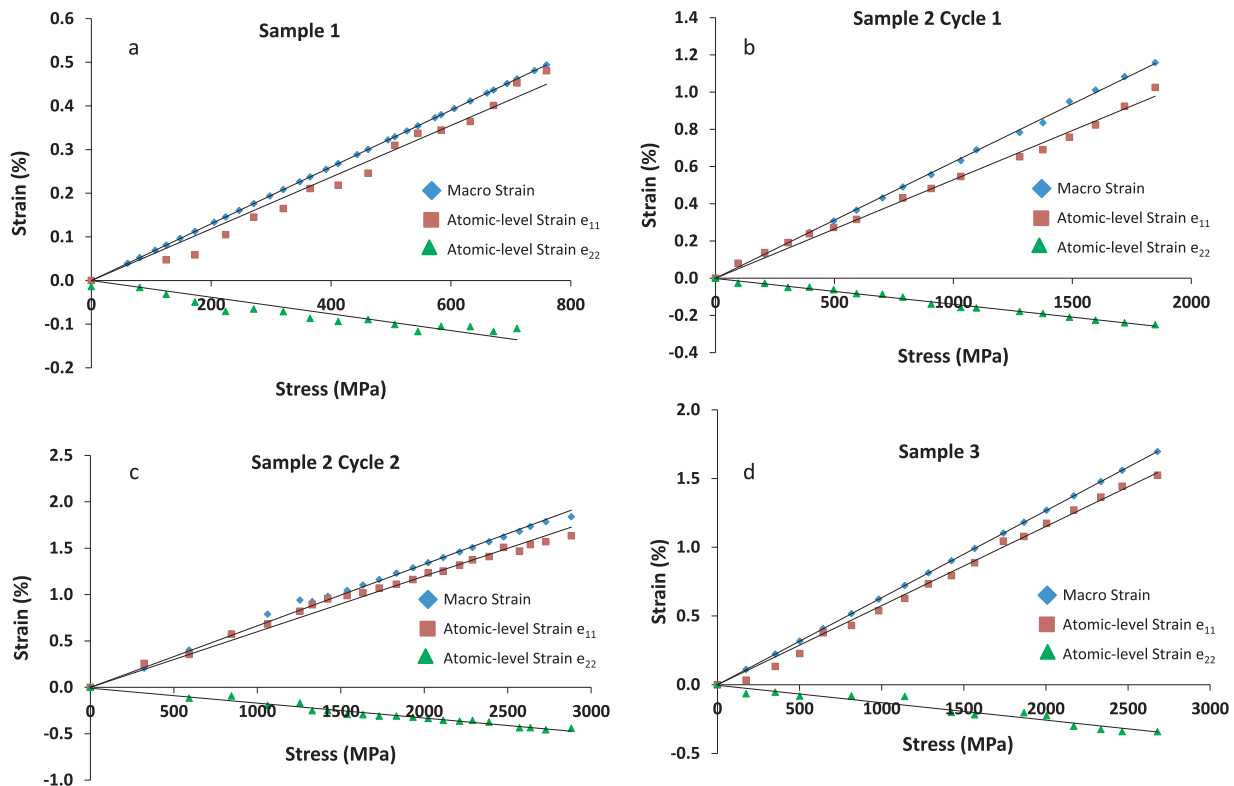 a
Sample 1
0.6
0.5
0.4
0.3
0.2
0.1
0.0
-0.1
-0.2
0 200 400 600 800
Strain (%)
Stress (MPa)
Macro Strain
Atomic-level Strain e11
Atomic-level Strain e22
b
Sample 2 Cycle 1
1.4
1.2
1.0
0.8
0.6
0.4
0.2
0.0
-0.2
-0.4
0 500 1000 1500 2000
Strain (%)
Stress (MPa)
Macro Strain
Atomic-level Strain e11
Atomic-level Strain e22
c
Sample 2 Cycle 2
2.5
2.0
1.5
1.0
0.5
0.0
-0.5
-1.0
0 500 1000 1500 2000 2500 3000
Strain (%)
Stress (MPa)
Macro Strain
Atomic-level Strain e11
Atomic-level Strain e22
d
Sample 3
2.0
1.5
1.0
0.5
0.0
-0.5
0 500 1000 1500 2000 2500 3000
Strain (%)
Stress (MPa)
Macro Strain
Atomic-level Strain e11
Atomic-level Strain e22